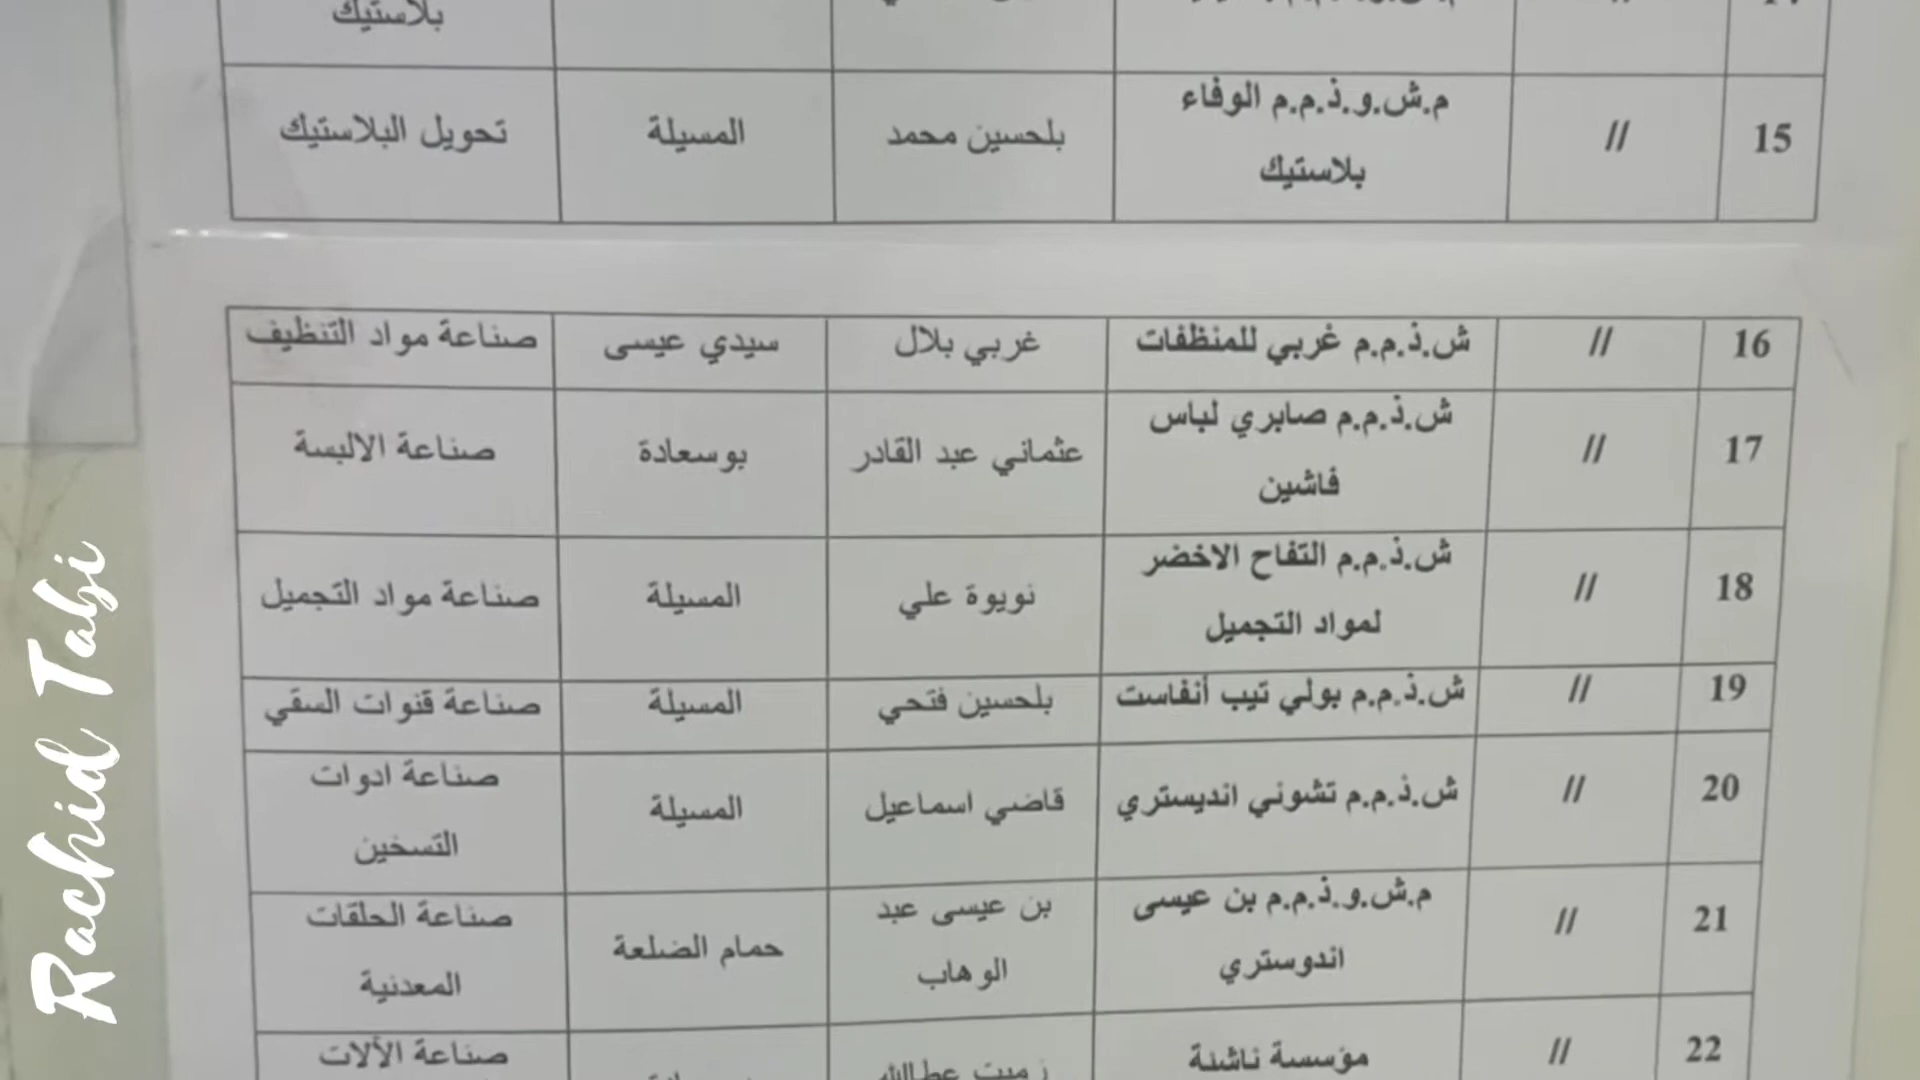 بلاستيك
15 // م.ش.و.ذ.م.م الوفاء بلحسين محمد المسيلة تحويل البلاستيك
بلاستيك
16 // ش.ذ.م.م غربي للمنظفات غربي بلال سيدي عيسى صناعة مواد التنظيف
17 // ش.ذ.م.م صابري لباس عثماني عبد القادر بوسعادة صناعة الالبسة
فاشين
18 // ش.ذ.م.م التفاح الاخضر نويوة علي المسيلة صناعة مواد التجميل
لمواد التجميل
19 // ش.ذ.م.م بولي تيب أنفاست بلحسين فتحي المسيلة صناعة قنوات السقي
20 // ش.ذ.م.م تشوني انديستري قاضي اسماعيل المسيلة صناعة ادوات
التسخين
21 // م.ش.و.ذ.م.م بن عيسى بن عيسى عبد حمام الضلعة صناعة الحلقات
اندوستري الوهاب المعدنية
22 // مؤسسة ناشئة زميت عطالله صناعة الآلات
Rachid Tabi